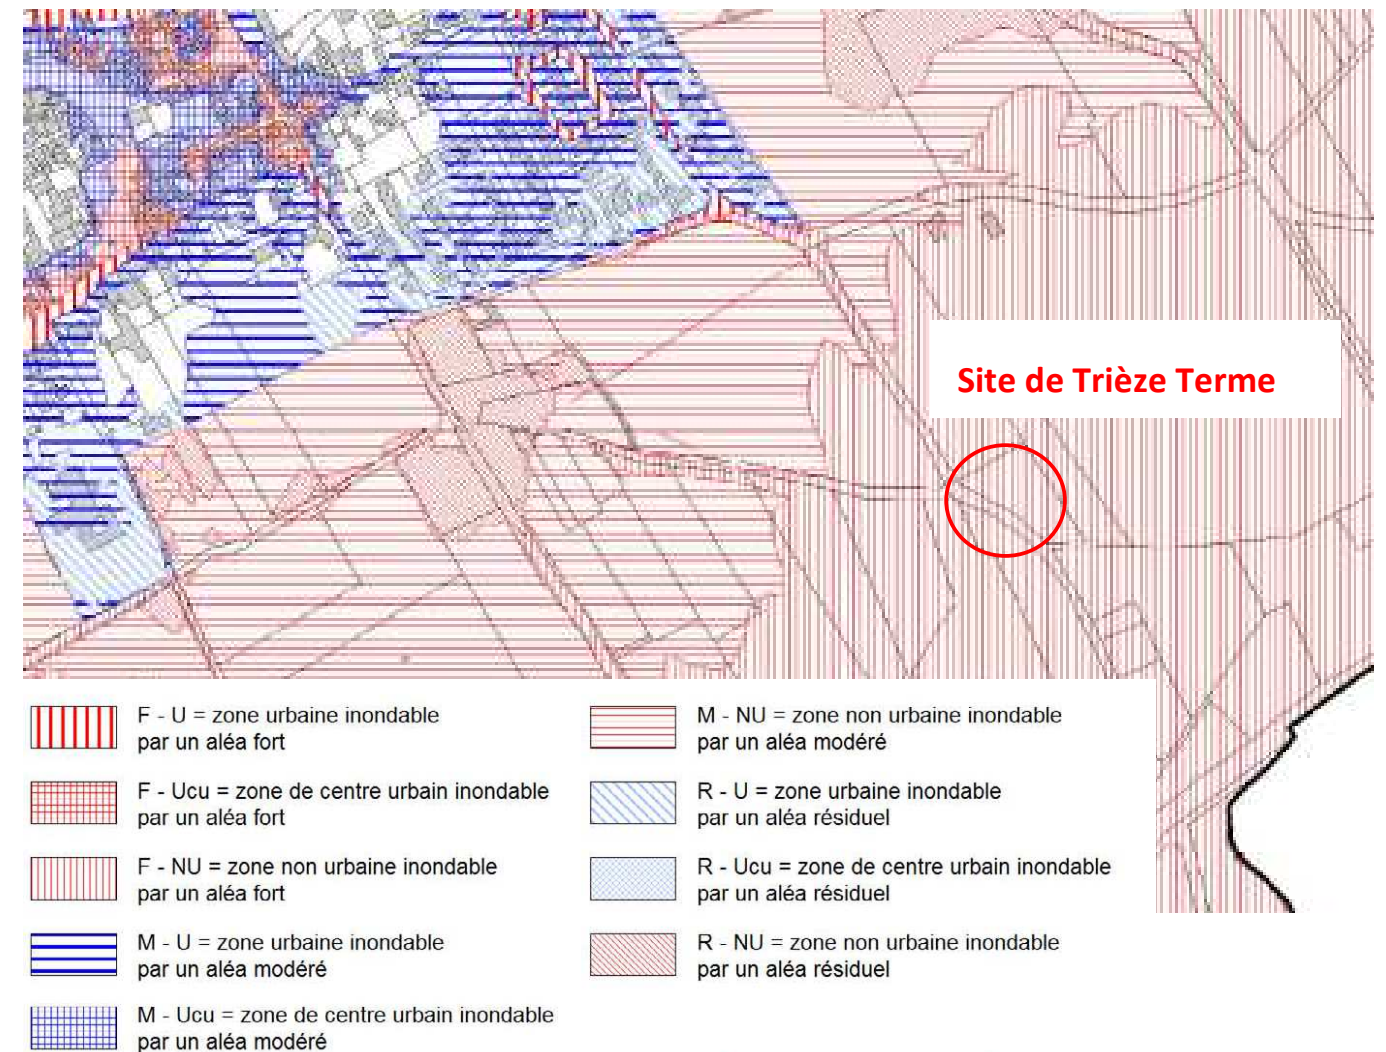 Site de Trièze Terme
F - U = zone urbaine inondable
par un aléa fort
F - Ucu = zone de centre urbain inondable
par un aléa fort
F - NU = zone non urbaine inondable
par un aléa fort
M - U = zone urbaine inondable
par un aléa modéré
M - Ucu = zone de centre urbain inondable
par un aléa modéré
M - NU = zone non urbaine inondable
par un aléa modéré
R - U = zone urbaine inondable
par un aléa résiduel
R - Ucu = zone de centre urbain inondable
par un aléa résiduel
R - NU = zone non urbaine inondable
par un aléa résiduel